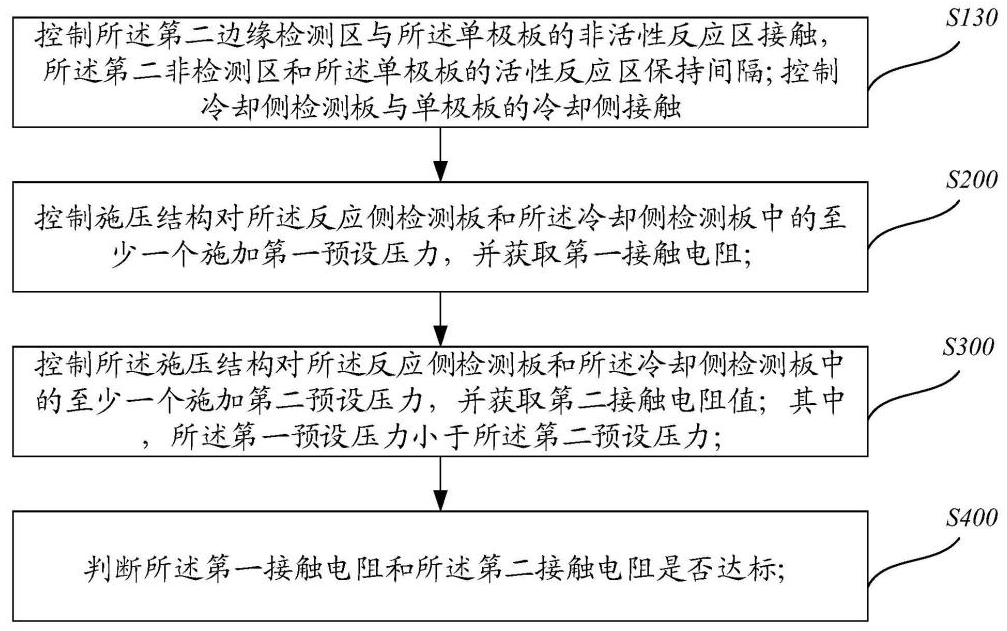 S130
控制所述第二边缘检测区与所述单极板的非活性反应区接触,
所述第二非检测区和所述单极板的活性反应区保持间隔;控制
冷却侧检测板与单极板的冷却侧接触
S200
控制施压结构对所述反应侧检测板和所述冷却侧检测板中的至
少一个施加第一预设压力，并获取第一接触电阻;
S300
控制所述施压结构对所述反应侧检测板和所述冷却侧检测板中
的至少一个施加第二预设压力，并获取第二接触电阻值；其中
，所述第一预设压力小于所述第二预设压力;
S400
判断所述第一接触电阻和所述第二接触电阻是否达标;